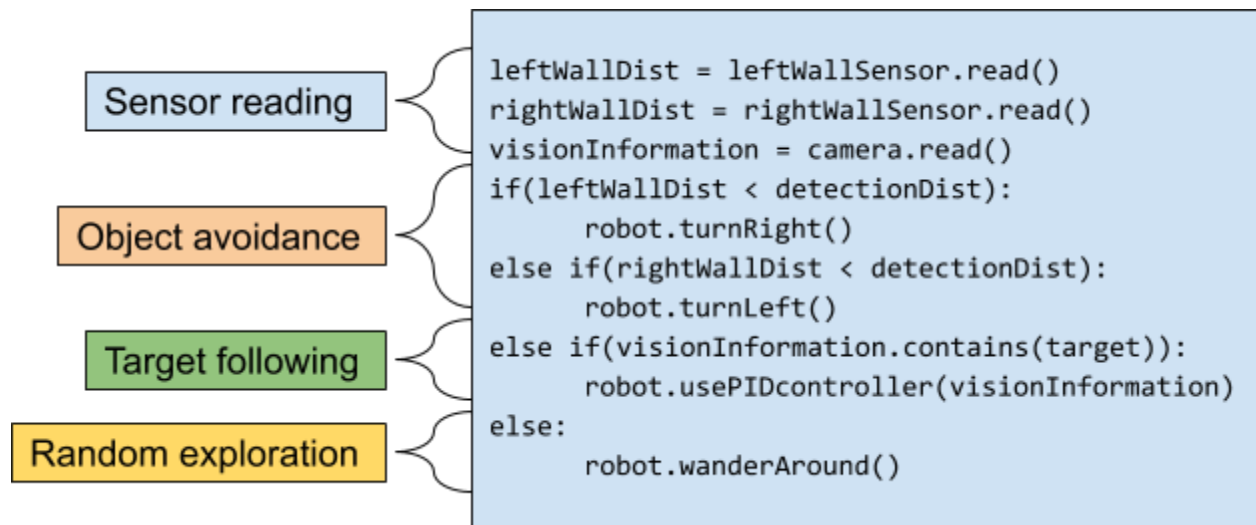 Sensor reading
Object avoidance
Target following
Random exploration
leftWallDist = leftWallSensor.read()
rightWallDist = rightWallSensor.read()
visionInformation = camera.read()
if(leftWallDist < detectionDist):
robot.turnRight()
else if(rightWallDist < detectionDist):
robot.turnLeft()
else if(visionInformation.contains(target)):
robot.usePIDcontroller(visionInformation)
else:
robot.wanderAround()